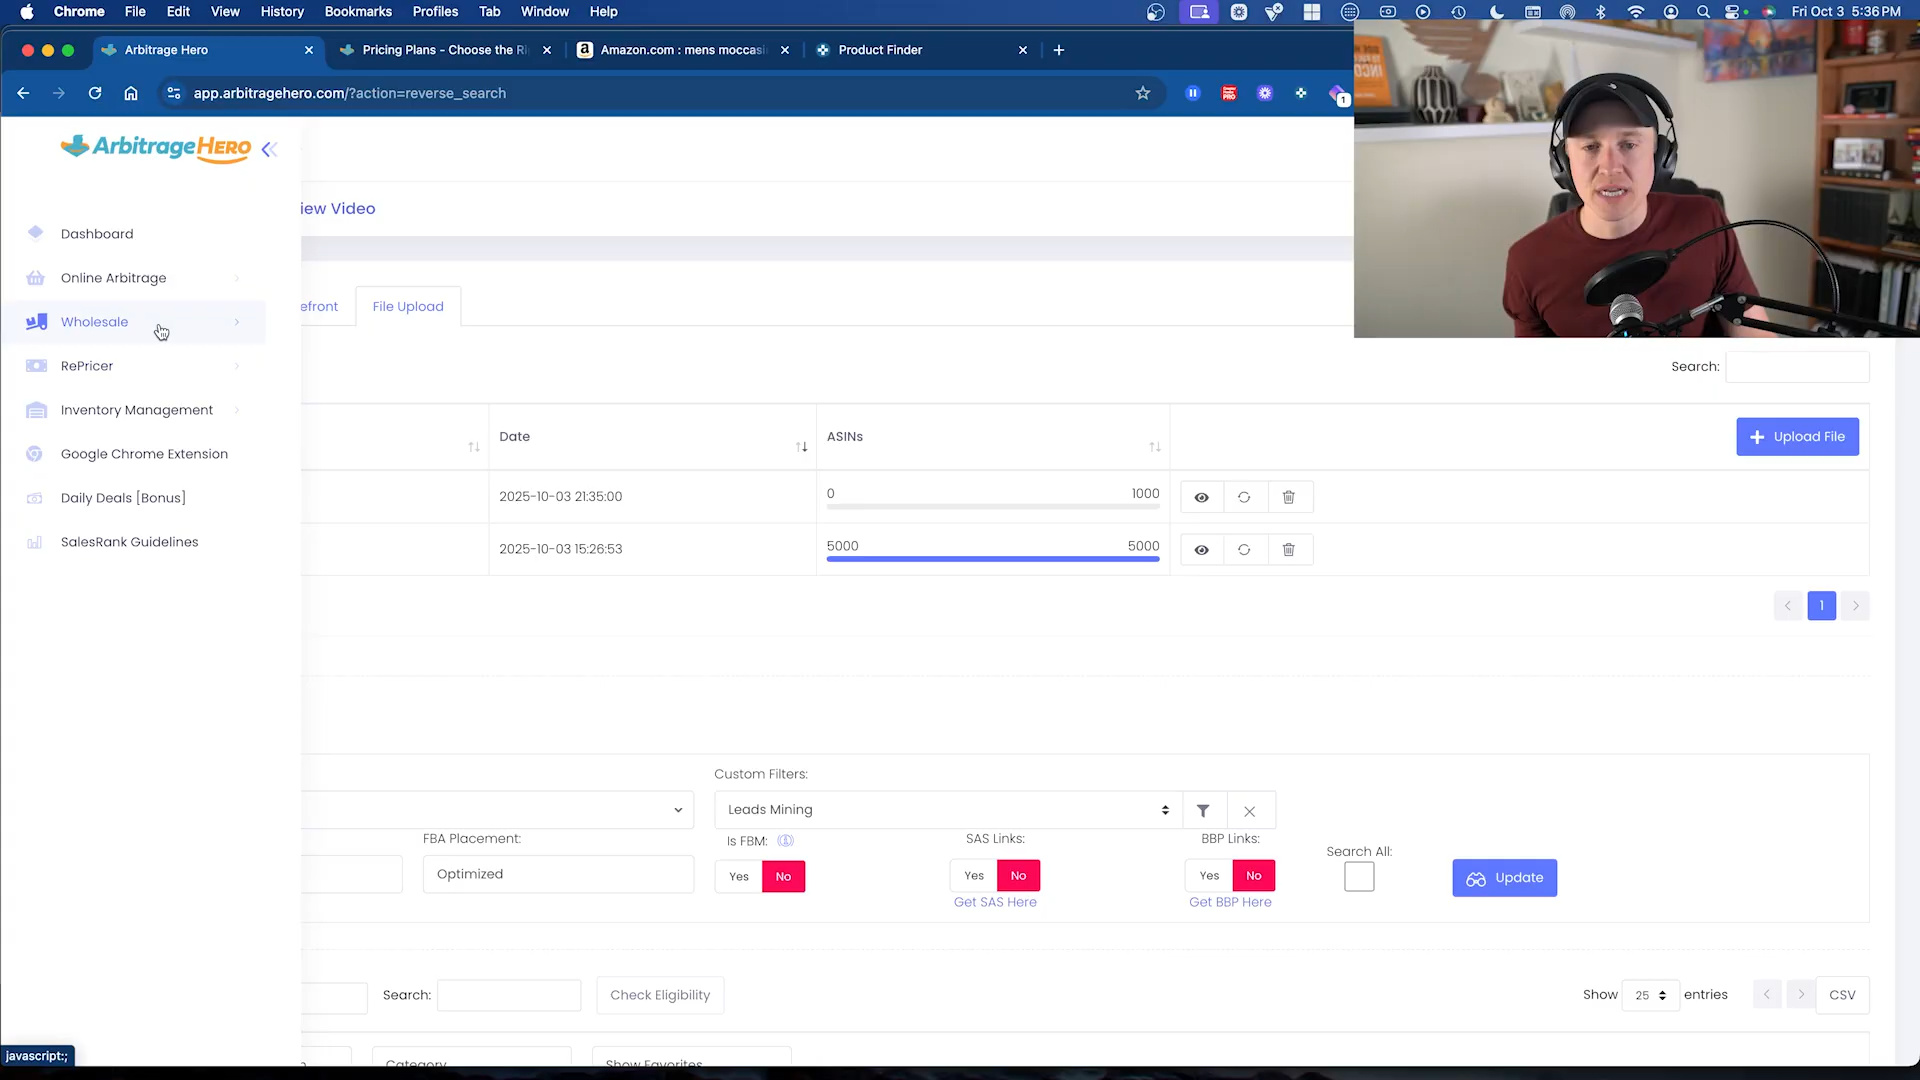 Chrome File Edit View History Bookmarks Profiles Tab Window Help Fri Oct 3 5:36 PM
Arbitrage Hero Pricing Plans - Choose the Ri Amazon.com : mens moccasi Product Finder
app.arbitragehero.com/?action=reverse_search
1
ArbitrageHERO
iew Video
Dashboard
Online Arbitrage
Wholesale
RePricer
Inventory Management
Google Chrome Extension
Daily Deals [Bonus]
SalesRank Guidelines
efront File Upload
Search:
Date ASINs Upload File
2025-10-03 21:35:00 0 1000
2025-10-03 15:26:53 5000 5000
1
Custom Filters:
Leads Mining
FBA Placement: Is FBM: SAS Links: BBP Links: Search All:
Optimized Yes No Yes No Yes No Update
Get SAS Here Get BBP Here
Search: Check Eligibility Show 25 entries CSV
Category Show Favorites
javascript:;